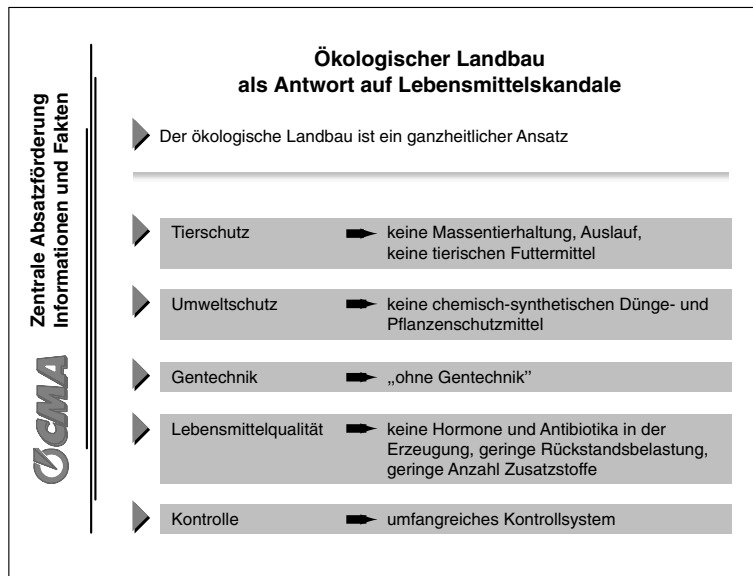 Ökologischer Landbau
als Antwort auf Lebensmittelskandale
Der ökologische Landbau ist ein ganzheitlicher Ansatz
Tierschutz
keine Massentierhaltung, Auslauf,
keine tierischen Futtermittel
Umweltschutz
keine chemisch-synthetischen Dünge- und
Pflanzenschutzmittel
Gentechnik
„ohne Gentechnik”
Lebensmittelqualität
keine Hormone und Antibiotika in der
Erzeugung, geringe Rückstandsbelastung,
geringe Anzahl Zusatzstoffe
Kontrolle
umfangreiches Kontrollsystem
Zentrale Absatzförderung
Informationen und Fakten
CMA